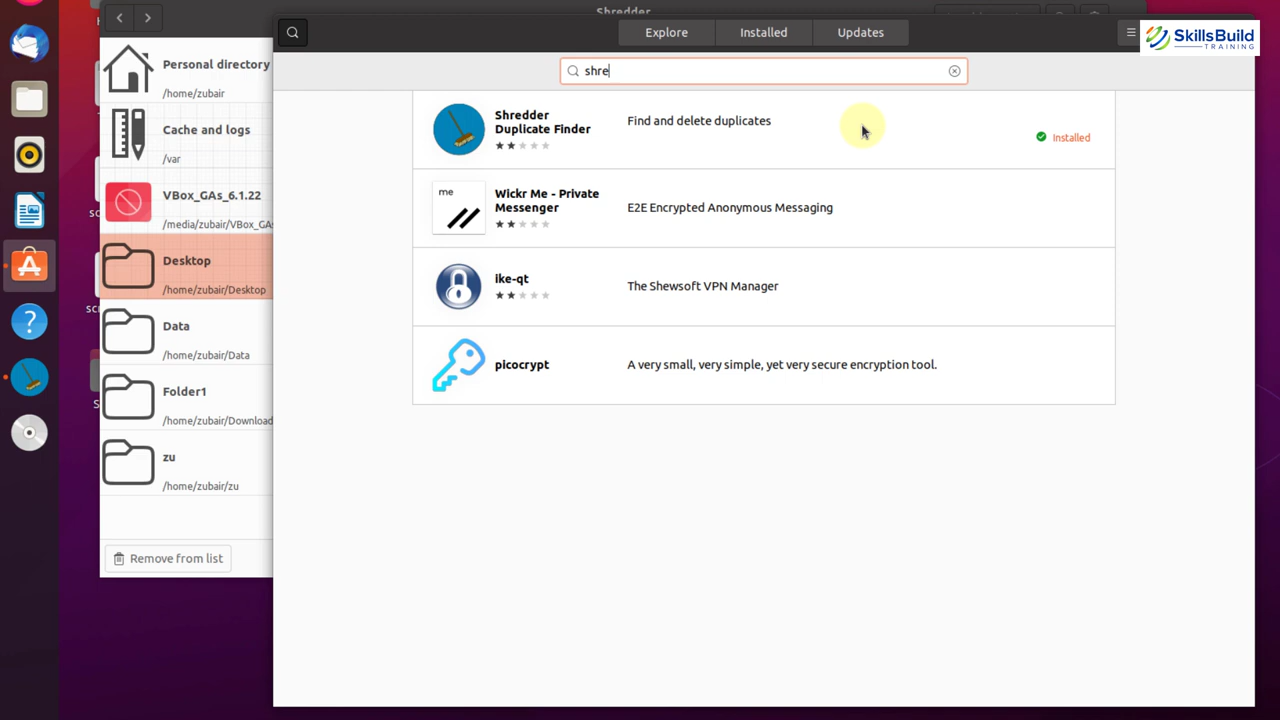 Shredder
Explore
Installed
Updates
SkillsBuild
TRAINING
shre
Personal directory
/home/zubair
Cache and logs
/var
VBox_GAs_6.1.22
/media/zubair/VBox_GAs
Desktop
/home/zubair/Desktop
Data
/home/zubair/Data
Folder1
/home/zubair/Download
zu
/home/zubair/zu
Remove from list
Shredder
Duplicate Finder
Find and delete duplicates
Installed
me
Wickr Me - Private
Messenger
E2E Encrypted Anonymous Messaging
ike-qt
The Shewsoft VPN Manager
picocrypt
A very small, very simple, yet very secure encryption tool.